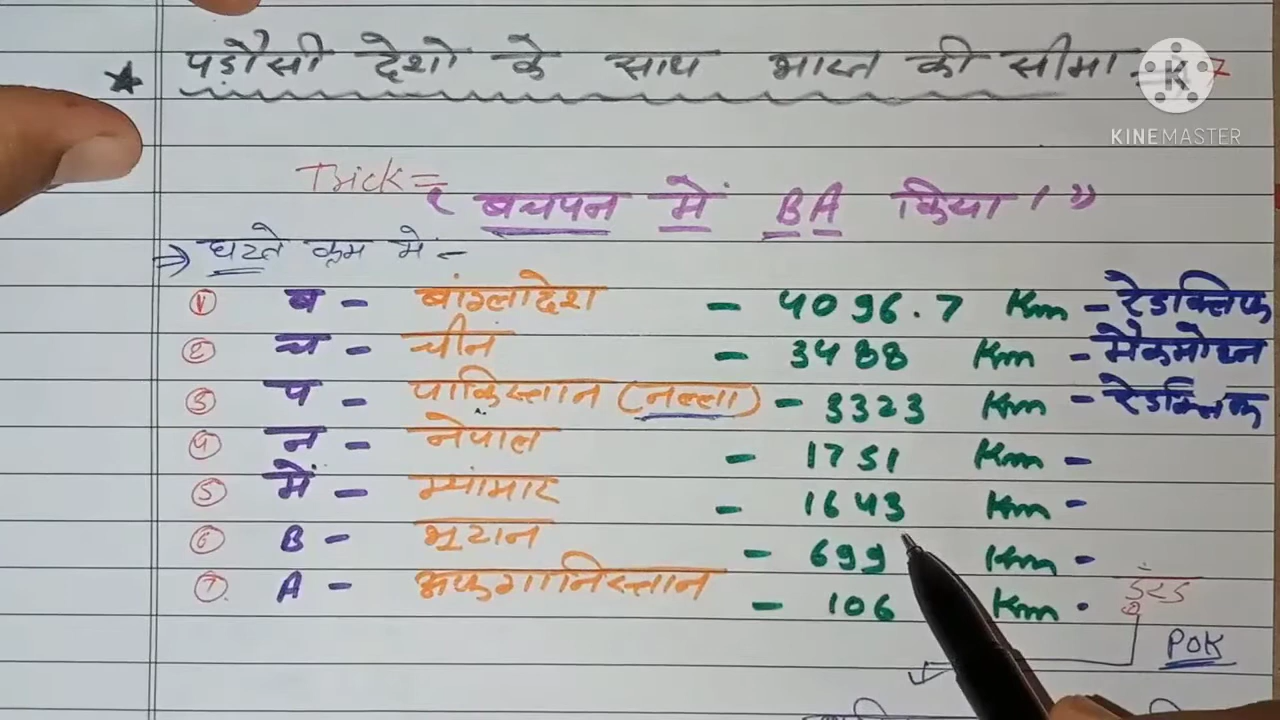 ★ पड़ौसी देशो के साथ भारत की सीमा = 7
K
KINEMASTER
Trick = " बचपन में BA किया। "
⇒ घटते क्रम मे :-
① ब - बांग्लादेश - 4096.7 Km - रेडक्लिफ
② च - चीन - 3488 Km - मैकमोहन
③ प - पाकिस्तान (नल्ला) - 3323 Km - रेडक्लिफ
④ न - नेपाल - 1751 Km -
⑤ में - म्यांमार - 1643 Km -
⑥ B - भूटान - 699 Km -
⑦ A - अफगानिस्तान - 106 Km -
POK